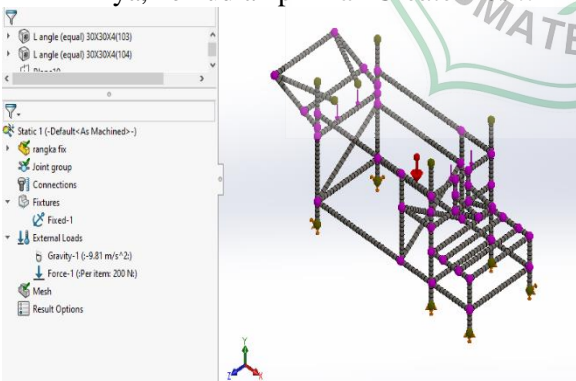 L angle (equal) 30X30X4(103)
L angle (equal) 30X30X4(104)
Static 1 (-Default<As Machined>-)
rangka fix
Joint group
Connections
Fixtures
Fixed-1
External Loads
Gravity-1 (:-9.81 m/s^2:)
Force-1 (:Per item: 200 N:)
Mesh
Result Options
Y
Z
X